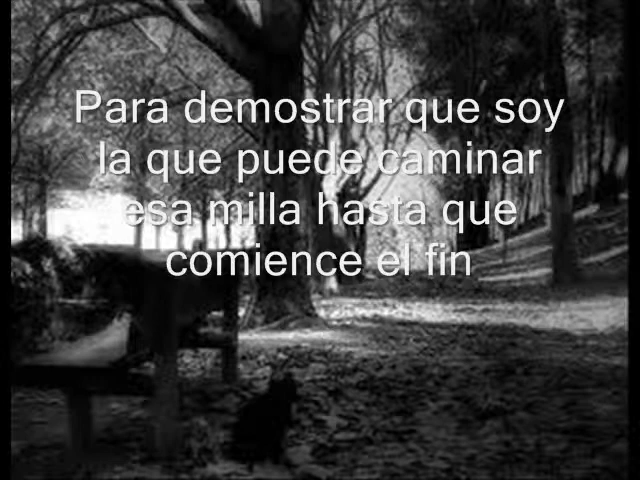 Para demostrar que soy
la que puede caminar
esa milla hasta que
comience el fin